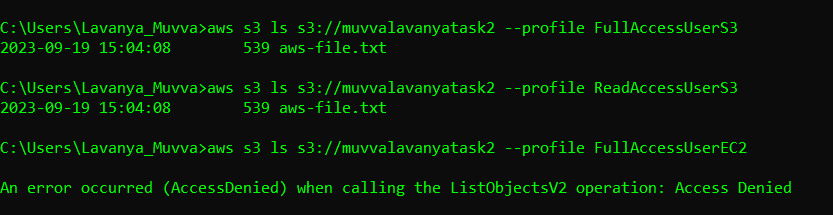 C:\Users\Lavanya_Muvva>aws s3 ls s3://muvvalavanyatask2 --profile FullAccessUserS3
2023-09-19 15:04:08        539 aws-file.txt
C:\Users\Lavanya_Muvva>aws s3 ls s3://muvvalavanyatask2 --profile ReadAccessUserS3
2023-09-19 15:04:08        539 aws-file.txt
C:\Users\Lavanya_Muvva>aws s3 ls s3://muvvalavanyatask2 --profile FullAccessUserEC2
An error occurred (AccessDenied) when calling the ListObjectsV2 operation: Access Denied